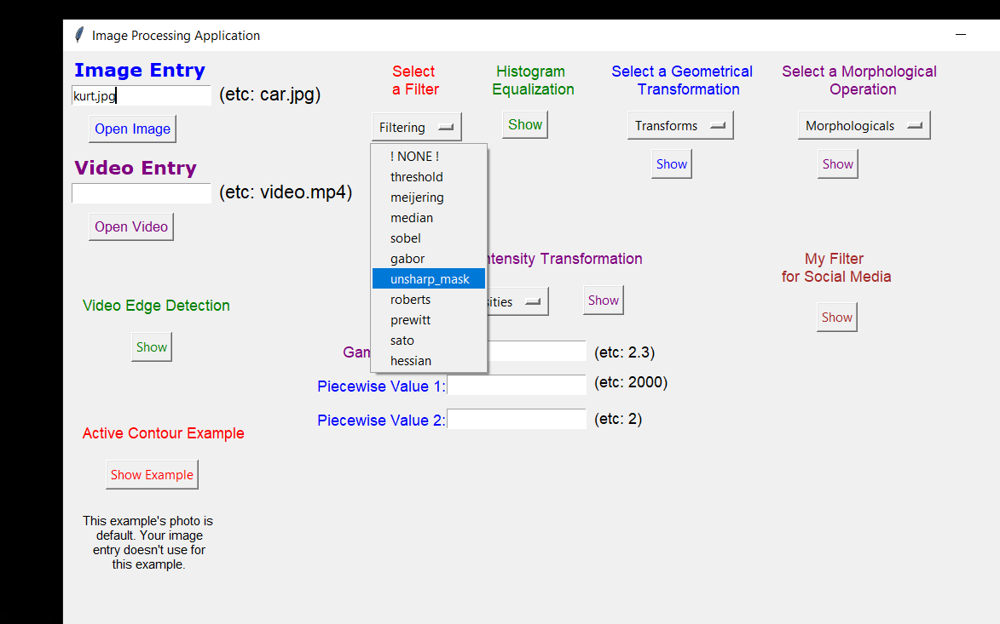 Image Processing Application
Image Entry
kurt.jpg
(etc: car.jpg)
Open Image
Video Entry
(etc: video.mp4)
Open Video
Select
a Filter
Filtering
! NONE !
threshold
meijering
median
sobel
gabor
unsharp_mask
roberts
prewitt
sato
hessian
Histogram
Equalization
Show
Select a Geometrical
Transformation
Transforms
Show
Select a Morphological
Operation
Morphologicals
Show
Transformation
Show
My Filter
for Social Media
Show
Video Edge Detection
Show
(etc: 2.3)
Piecewise Value 1:
(etc: 2000)
Piecewise Value 2:
(etc: 2)
Active Contour Example
Show Example
This example's photo is
default. Your image
entry doesn't use for
this example.